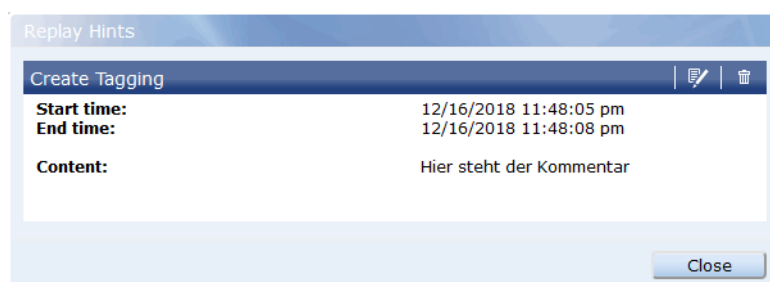 Replay Hints
Create Tagging
Start time: 12/16/2018 11:48:05 pm
End time: 12/16/2018 11:48:08 pm
Content: Hier steht der Kommentar
Close